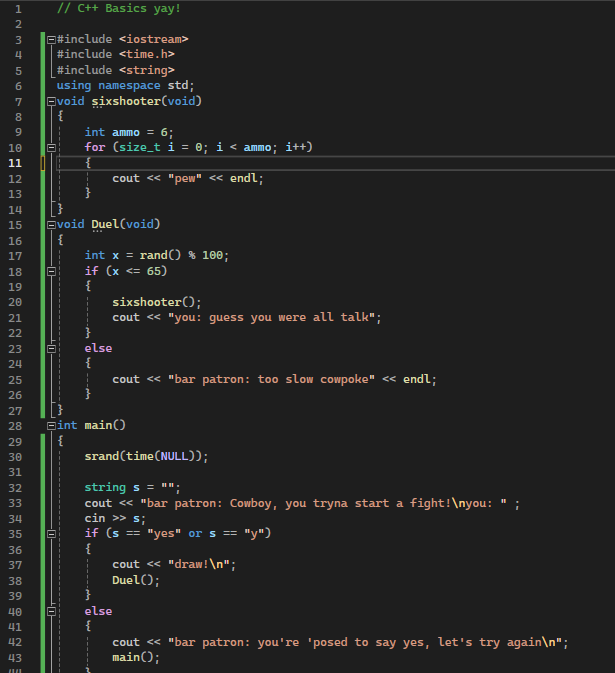 1 // C++ Basics yay!
2
3 #include <iostream>
4 #include <time.h>
5 #include <string>
6 using namespace std;
7 void sixshooter(void)
8 {
9 int ammo = 6;
10 for (size_t i = 0; i < ammo; i++)
11 {
12 cout << "pew" << endl;
13 }
14 }
15 void Duel(void)
16 {
17 int x = rand() % 100;
18 if (x <= 65)
19 {
20 sixshooter();
21 cout << "you: guess you were all talk";
22 }
23 else
24 {
25 cout << "bar patron: too slow cowpoke" << endl;
26 }
27 }
28 int main()
29 {
30 srand(time(NULL));
31
32 string s = "";
33 cout << "bar patron: Cowboy, you tryna start a fight!\nyou: " ;
34 cin >> s;
35 if (s == "yes" or s == "y")
36 {
37 cout << "draw!\n";
38 Duel();
39 }
40 else
41 {
42 cout << "bar patron: you're 'posed to say yes, let's try again\n";
43 main();
44 }